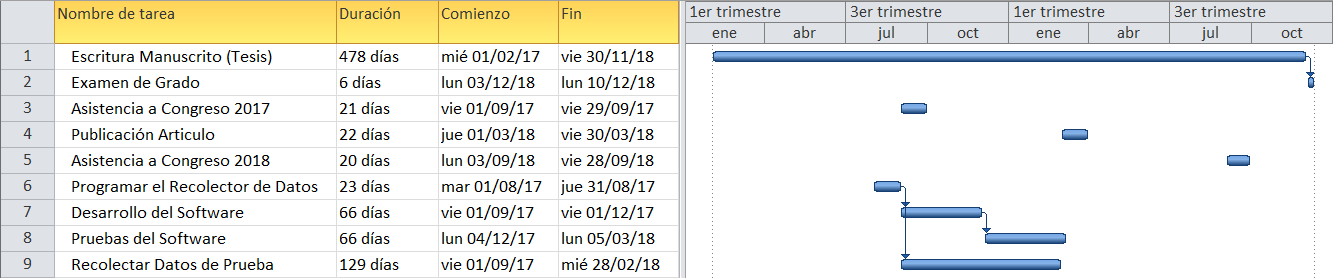 Nombre de tarea Duración Comienzo Fin 1er trimestre 3er trimestre 1er trimestre 3er trimestre
ene abr jul oct ene abr jul oct
1 Escritura Manuscrito (Tesis) 478 días mié 01/02/17 vie 30/11/18
2 Examen de Grado 6 días lun 03/12/18 lun 10/12/18
3 Asistencia a Congreso 2017 21 días vie 01/09/17 vie 29/09/17
4 Publicación Articulo 22 días jue 01/03/18 vie 30/03/18
5 Asistencia a Congreso 2018 20 días lun 03/09/18 vie 28/09/18
6 Programar el Recolector de Datos 23 días mar 01/08/17 jue 31/08/17
7 Desarrollo del Software 66 días vie 01/09/17 vie 01/12/17
8 Pruebas del Software 66 días lun 04/12/17 lun 05/03/18
9 Recolectar Datos de Prueba 129 días vie 01/09/17 mié 28/02/18